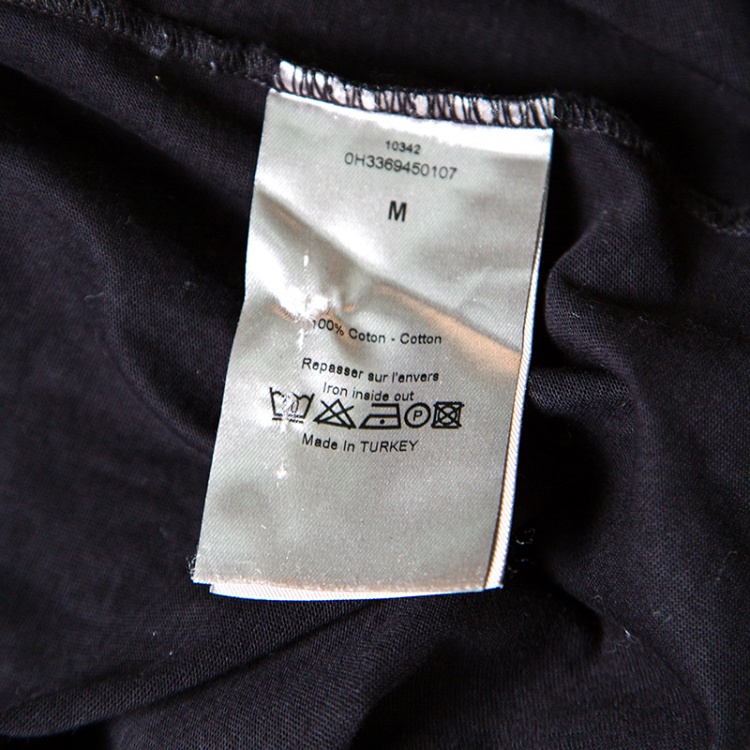 10342
0H3369450107
M
100% Coton - Cotton
Repasser sur l'envers
Iron inside out
P
Made In TURKEY